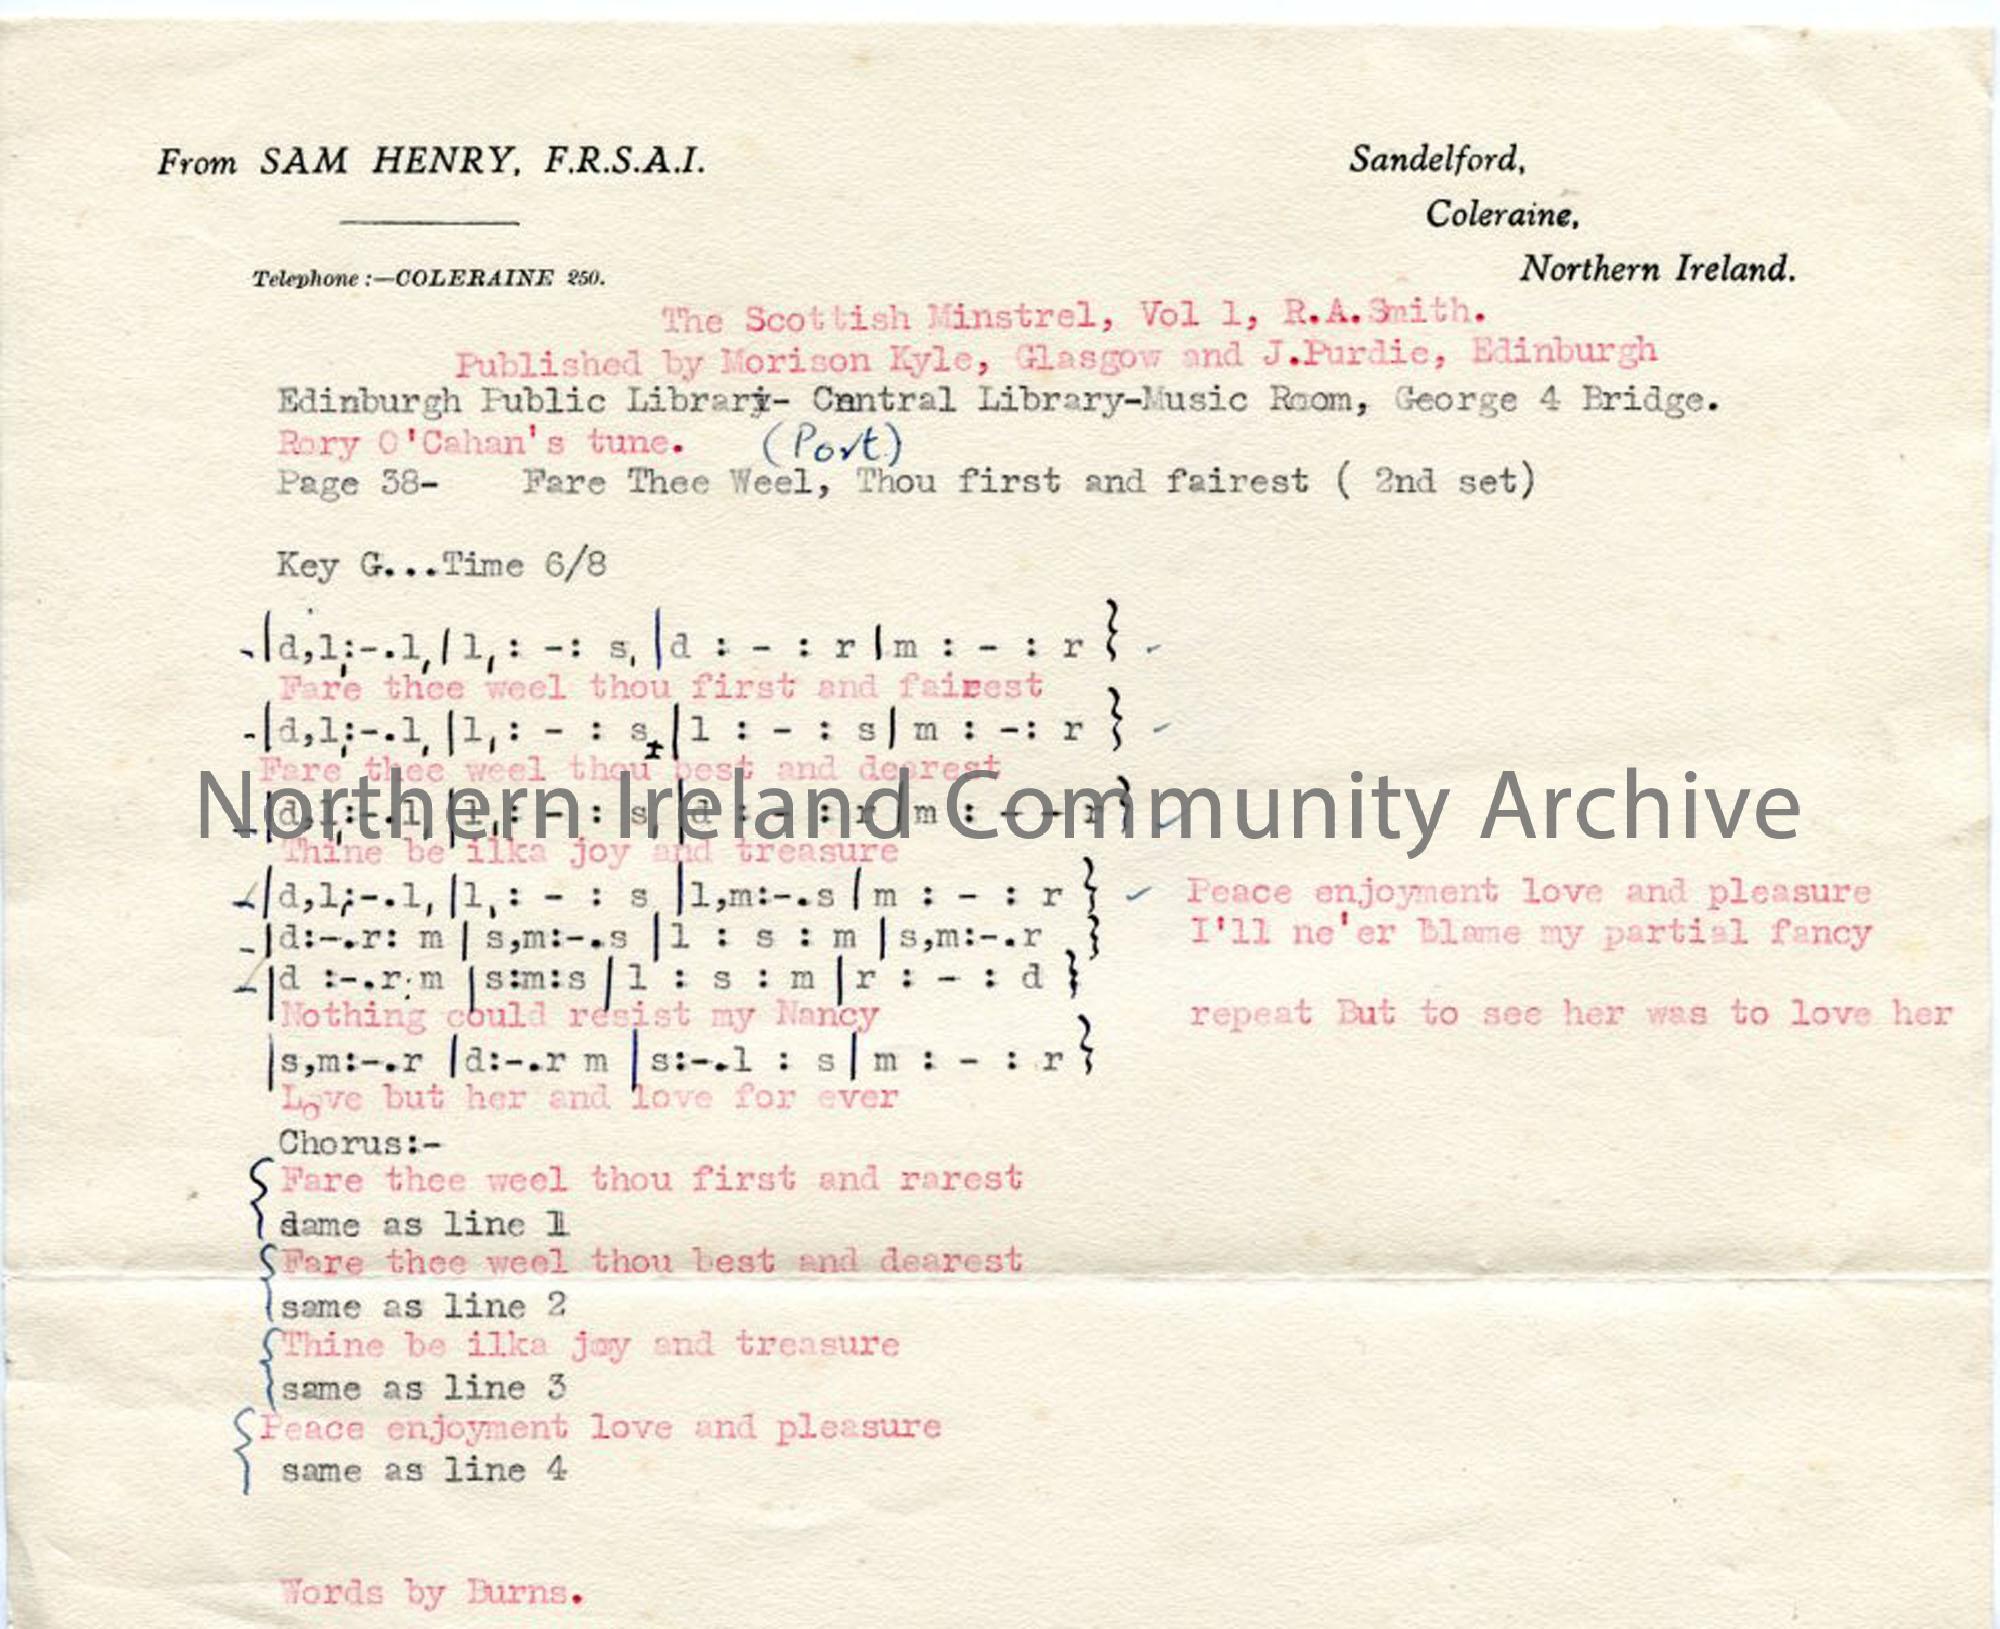 From SAM HENRY, F.R.S.A.I.
Telephone :—COLERAINE 250.
Sandelford,
Coleraine,
Northern Ireland.
The Scottish Minstrel, Vol 1, R.A.Smith.
Published by Morison Kyle, Glasgow and J.Purdie, Edinburgh
Edinburgh Public Library- Cnntral Library-Music Room, George 4 Bridge.
Rory O'Cahan's tune. (Port)
Page 38- Fare Thee Weel, Thou first and fairest ( 2nd set)
Key G...Time 6/8
|d,l;:-.l,|l,: -: s,|d : - : r|m : - : r }
Fare thee weel thou first and fairest
|d,l;:-.l,|l,: - : s,|l : - : s|m : -: r }
Fare thee weel thou best and dearest
|d,l;:-.l,|l,: - : s,|d : - : r|m : - - r}
Thine be ilka joy and treasure
|d,l;-.l,|l,: - : s |l,m:-.s|m : - : r } Peace enjoyment love and pleasure
|d:-.r: m|s,m:-.s|l : s : m|s,m:-.r } I'll ne'er blame my partial fancy
|d :-.r:m|s:m:s|l : s : m|r : - : d }
Nothing could resist my Nancy repeat But to see her was to love her
|s,m:-.r|d:-.r m|s:-.l : s|m : - : r}
Love but her and love for ever
Chorus:-
Fare thee weel thou first and rarest
dame as line 1
Fare thee weel thou best and dearest
same as line 2
Thine be ilka joy and treasure
same as line 3
Peace enjoyment love and pleasure
same as line 4
Words by Burns.
Northern Ireland Community Archive